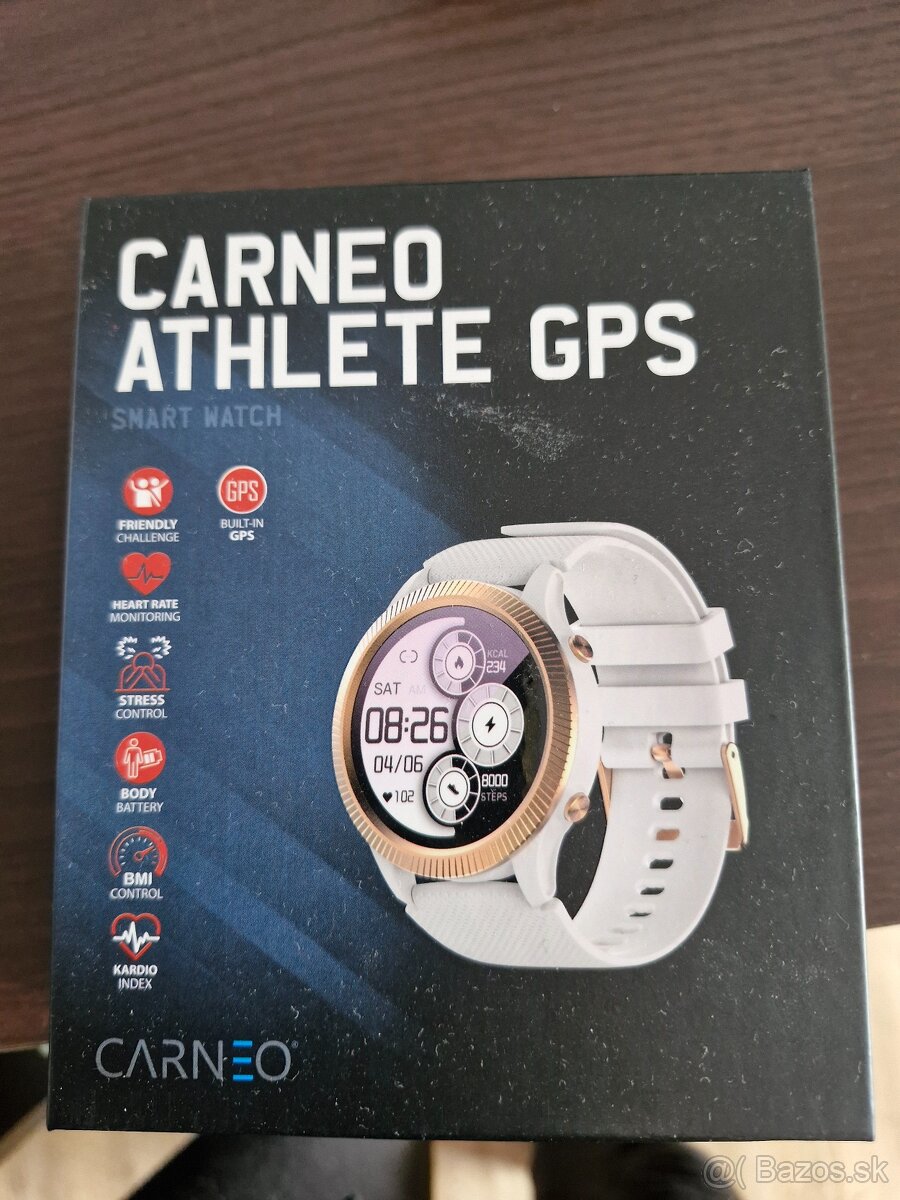 CARNEO
ATHLETE GPS
SMART WATCH
FRIENDLY
CHALLENGE
GPS
BUILT-IN
GPS
HEART RATE
MONITORING
STRESS
CONTROL
BODY
BATTERY
BMI
CONTROL
KARDIO
INDEX
KCAL
234
SAT AM
08:26
04/06
102
8000
STEPS
CARNEO®
@( Bazos.sk